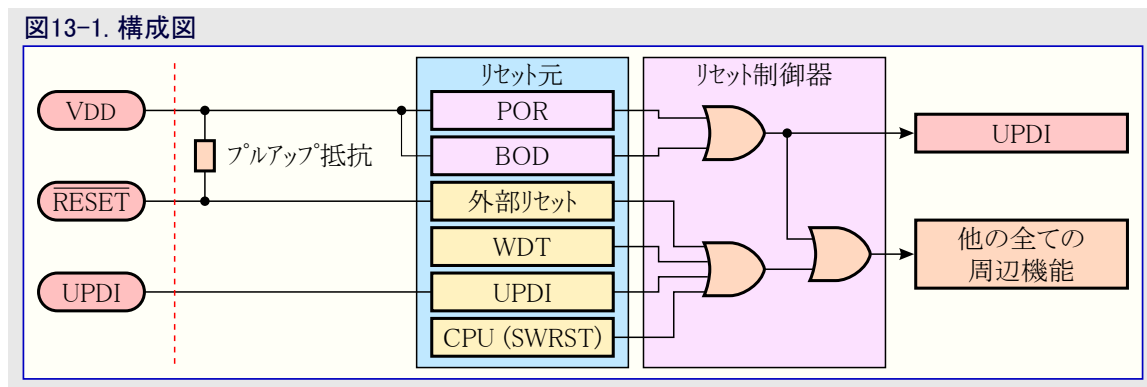 図13-1. 構成図
リセット元
リセット制御器
VDD
POR
UPDI
プルアップ抵抗
BOD
RESET
外部リセット
WDT
他の全ての
周辺機能
UPDI
UPDI
CPU (SWRST)